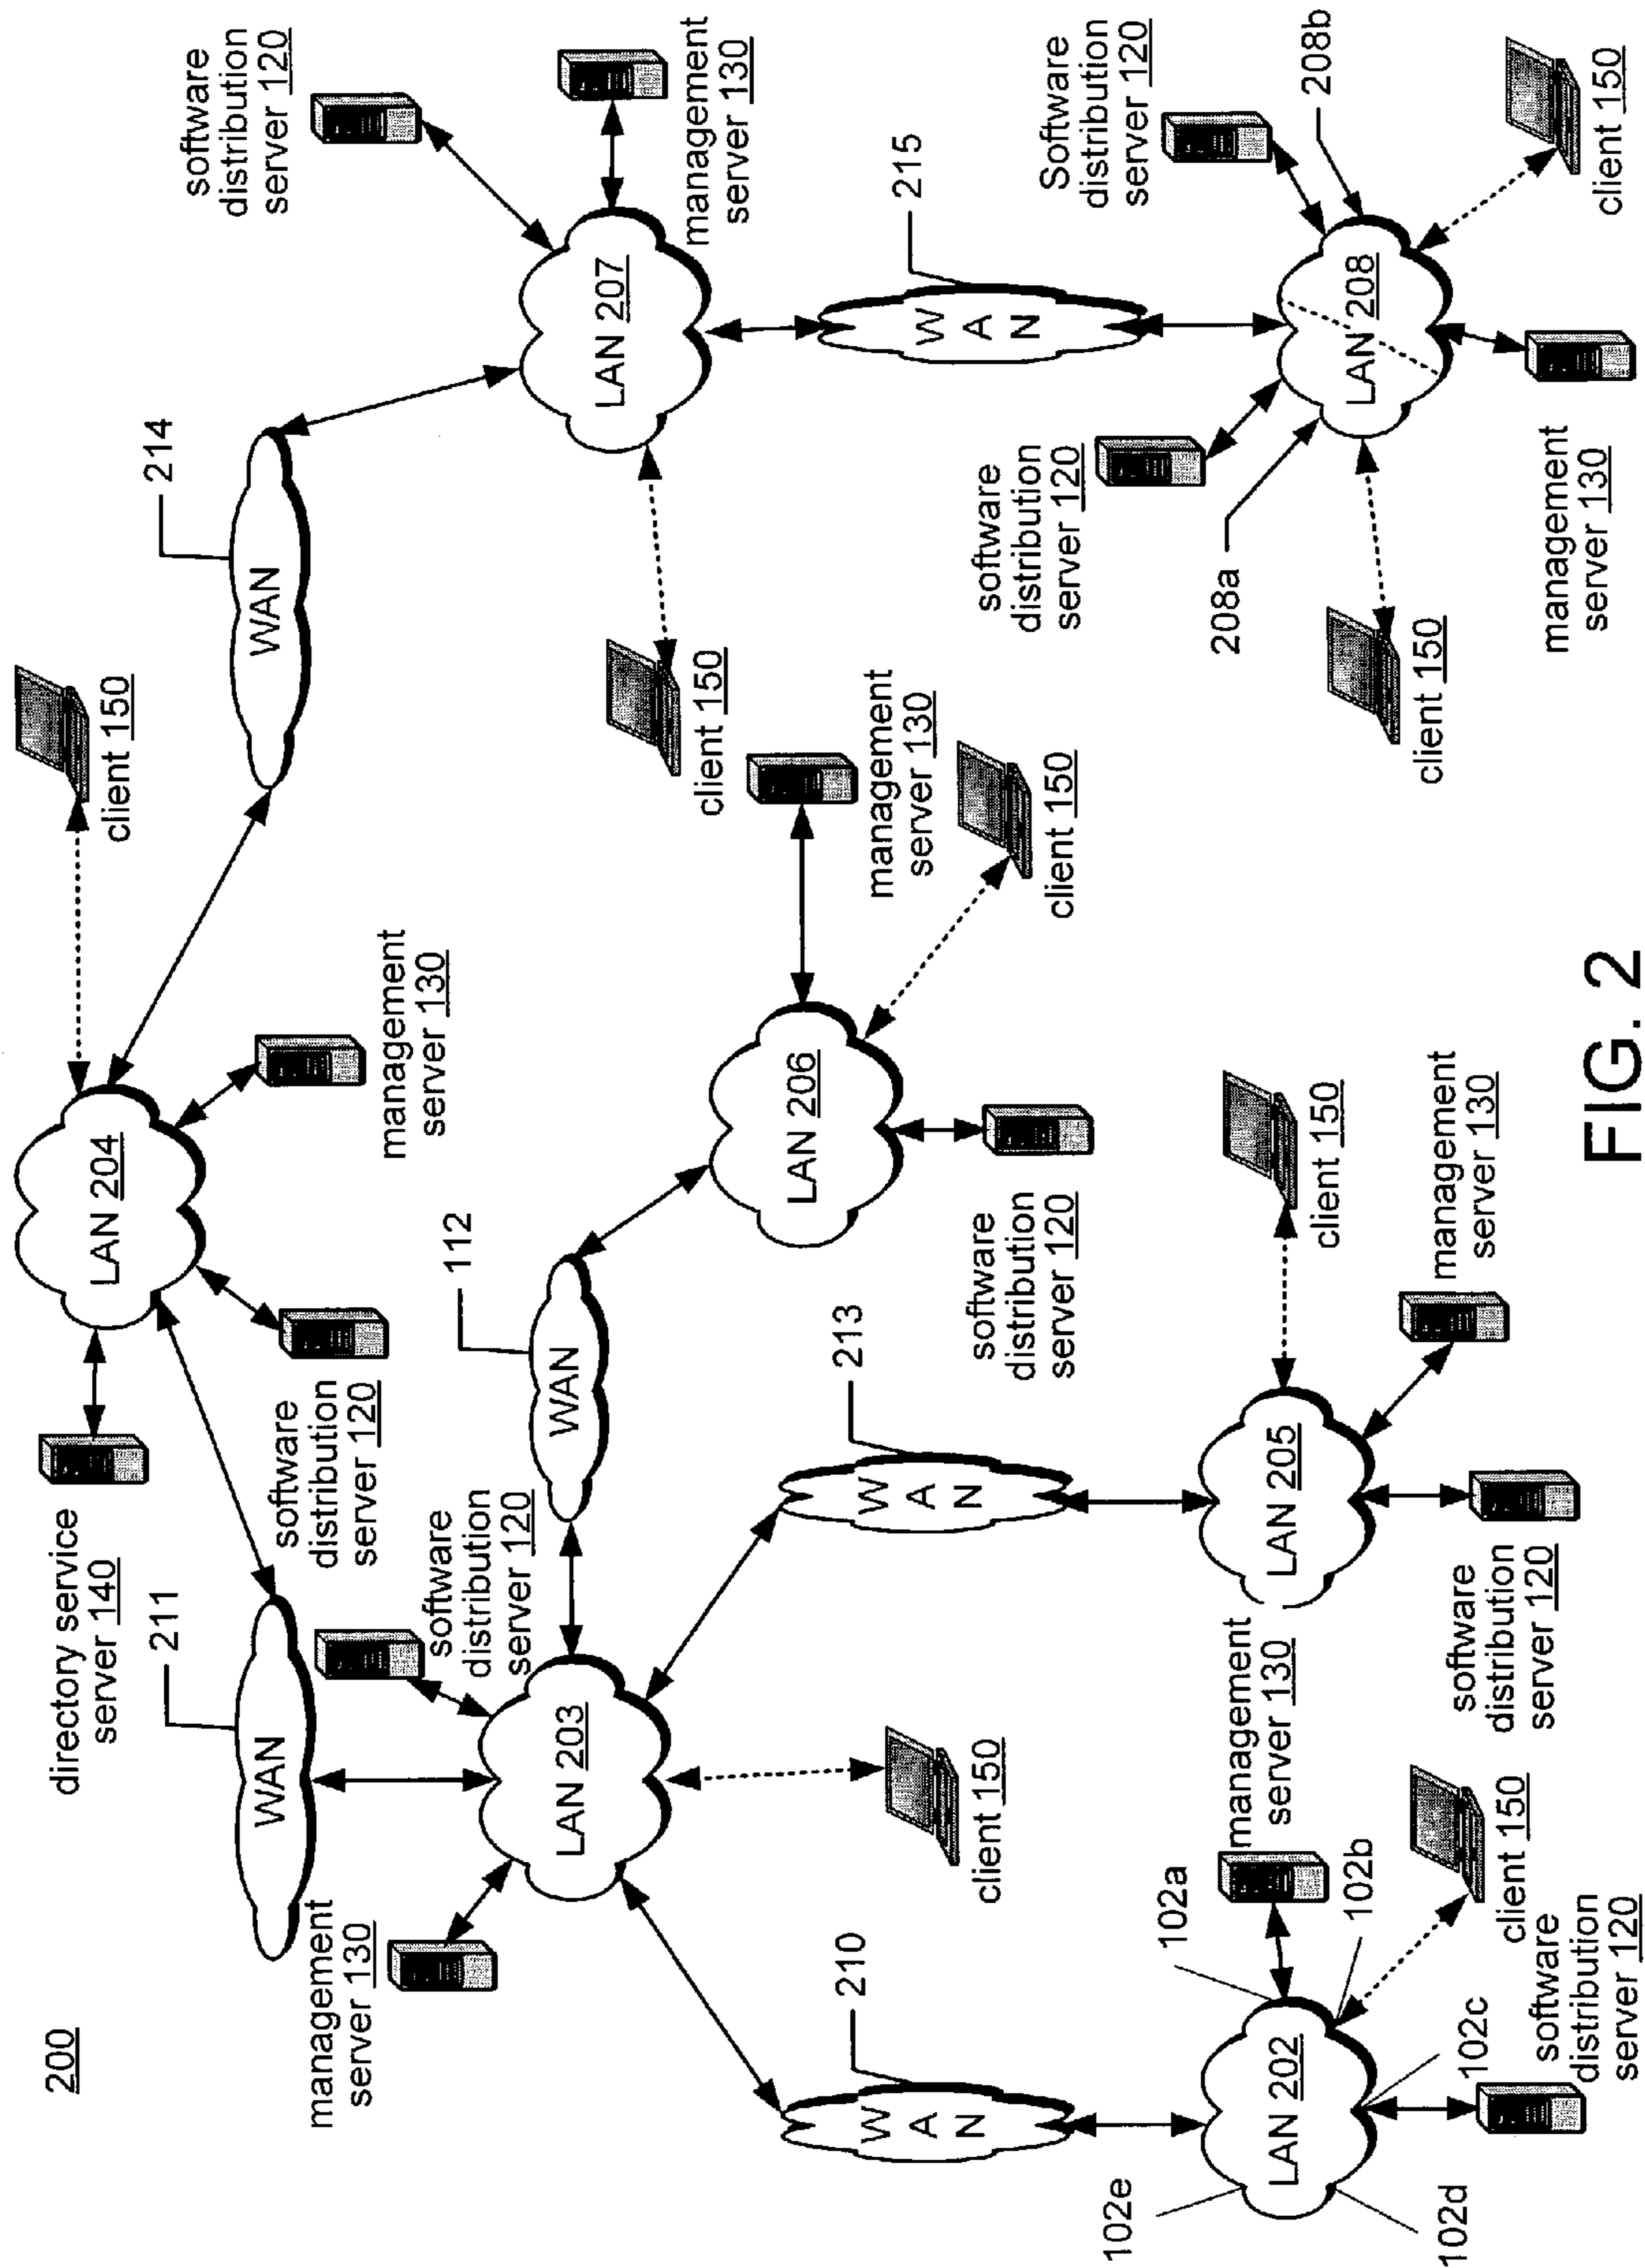 200
directory service
server 140
211
WAN
LAN 204
client 150
management
server 130
software
distribution
server 120
214
WAN
software
distribution
server 120
management
server 130
LAN 207
client 150
management
server 130
software
distribution
server 120
LAN 203
client 150
112
WAN
LAN 206
management
server 130
client 150
software
distribution
server 120
215
W
A
N
210
W
A
N
213
W
A
N
software
distribution
server 120
208a
Software
distribution
server 120
208b
LAN 208
client 150
client 150
management
server 130
102e
102d
LAN 202
102a
102b
102c
management
server 130
client 150
software
distribution
server 120
LAN 205
client 150
management
server 130
software
distribution
server 120
FIG. 2